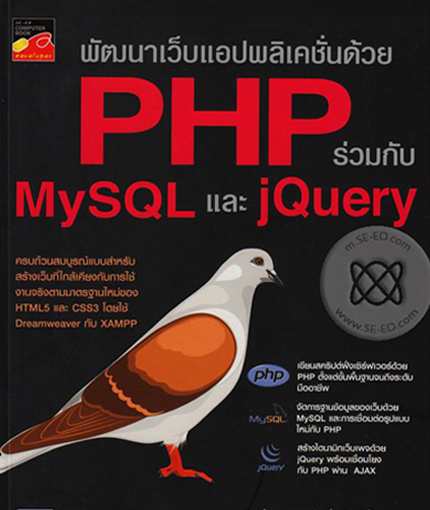 SE-ED
COMPUTER
BOOK
พัฒนาเว็บแอปพลิเคชั่นด้วย
PHP
ร่วมกับ
MySQL และ jQuery
m.SE-ED.com
www.SE-ED.com
ครบถ้วนสมบูรณ์แบบสำหรับ
สร้างเว็บที่ใกล้เคียงกับการใช้
งานจริงตามมาตรฐานใหม่ของ
HTML5 และ CSS3 โดยใช้
Dreamweaver กับ XAMPP
php
เขียนสคริปต์ฝั่งเซิร์ฟเวอร์ด้วย
PHP ตั้งแต่ขั้นพื้นฐานจนถึงระดับ
มืออาชีพ
MySQL
จัดการฐานข้อมูลของเว็บด้วย
MySQL และการเชื่อมต่อรูปแบบ
ใหม่กับ PHP
jQuery
สร้างไดนามิกเว็บเพจด้วย
jQuery พร้อมเชื่อมโยง
กับ PHP ผ่าน AJAX